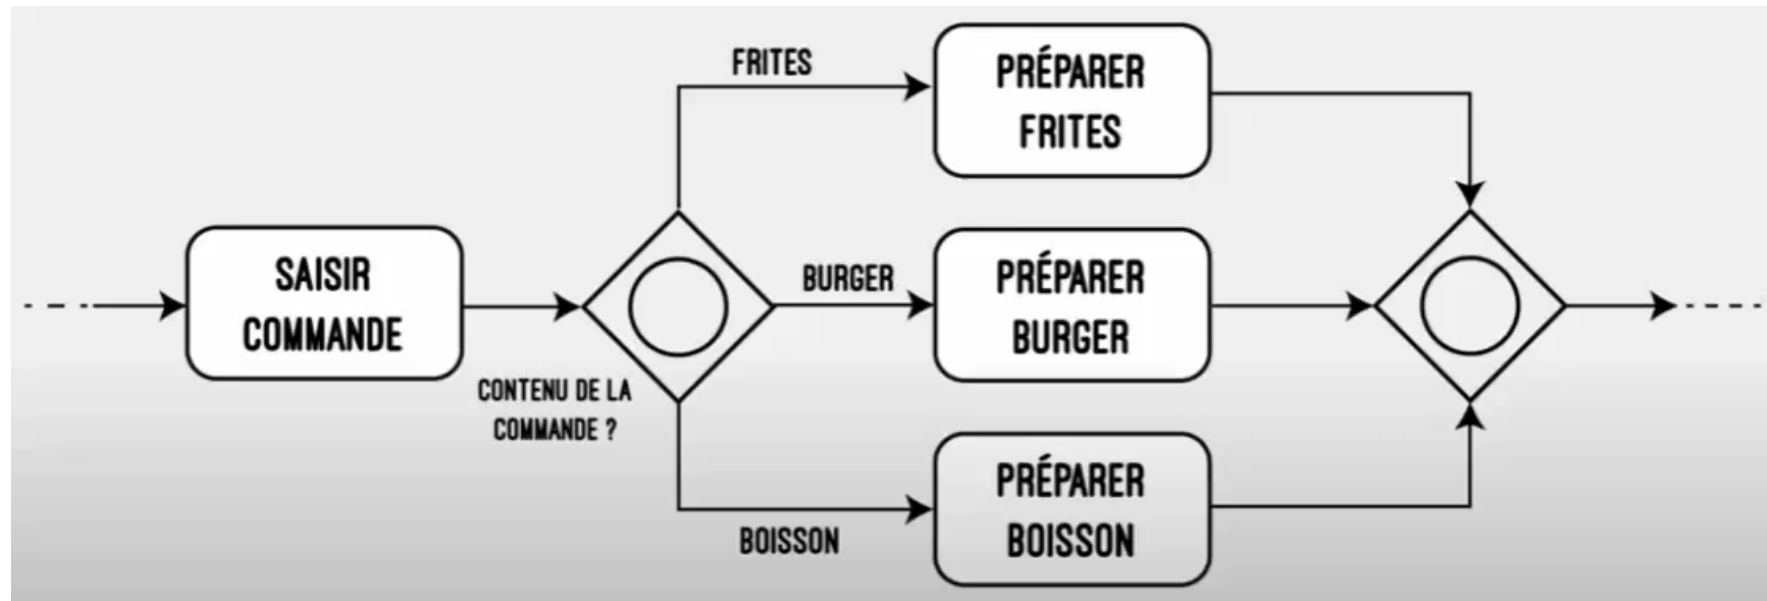 SAISIR
COMMANDE
CONTENU DE LA
COMMANDE ?
FRITES
BURGER
BOISSON
PRÉPARER
FRITES
PRÉPARER
BURGER
PRÉPARER
BOISSON